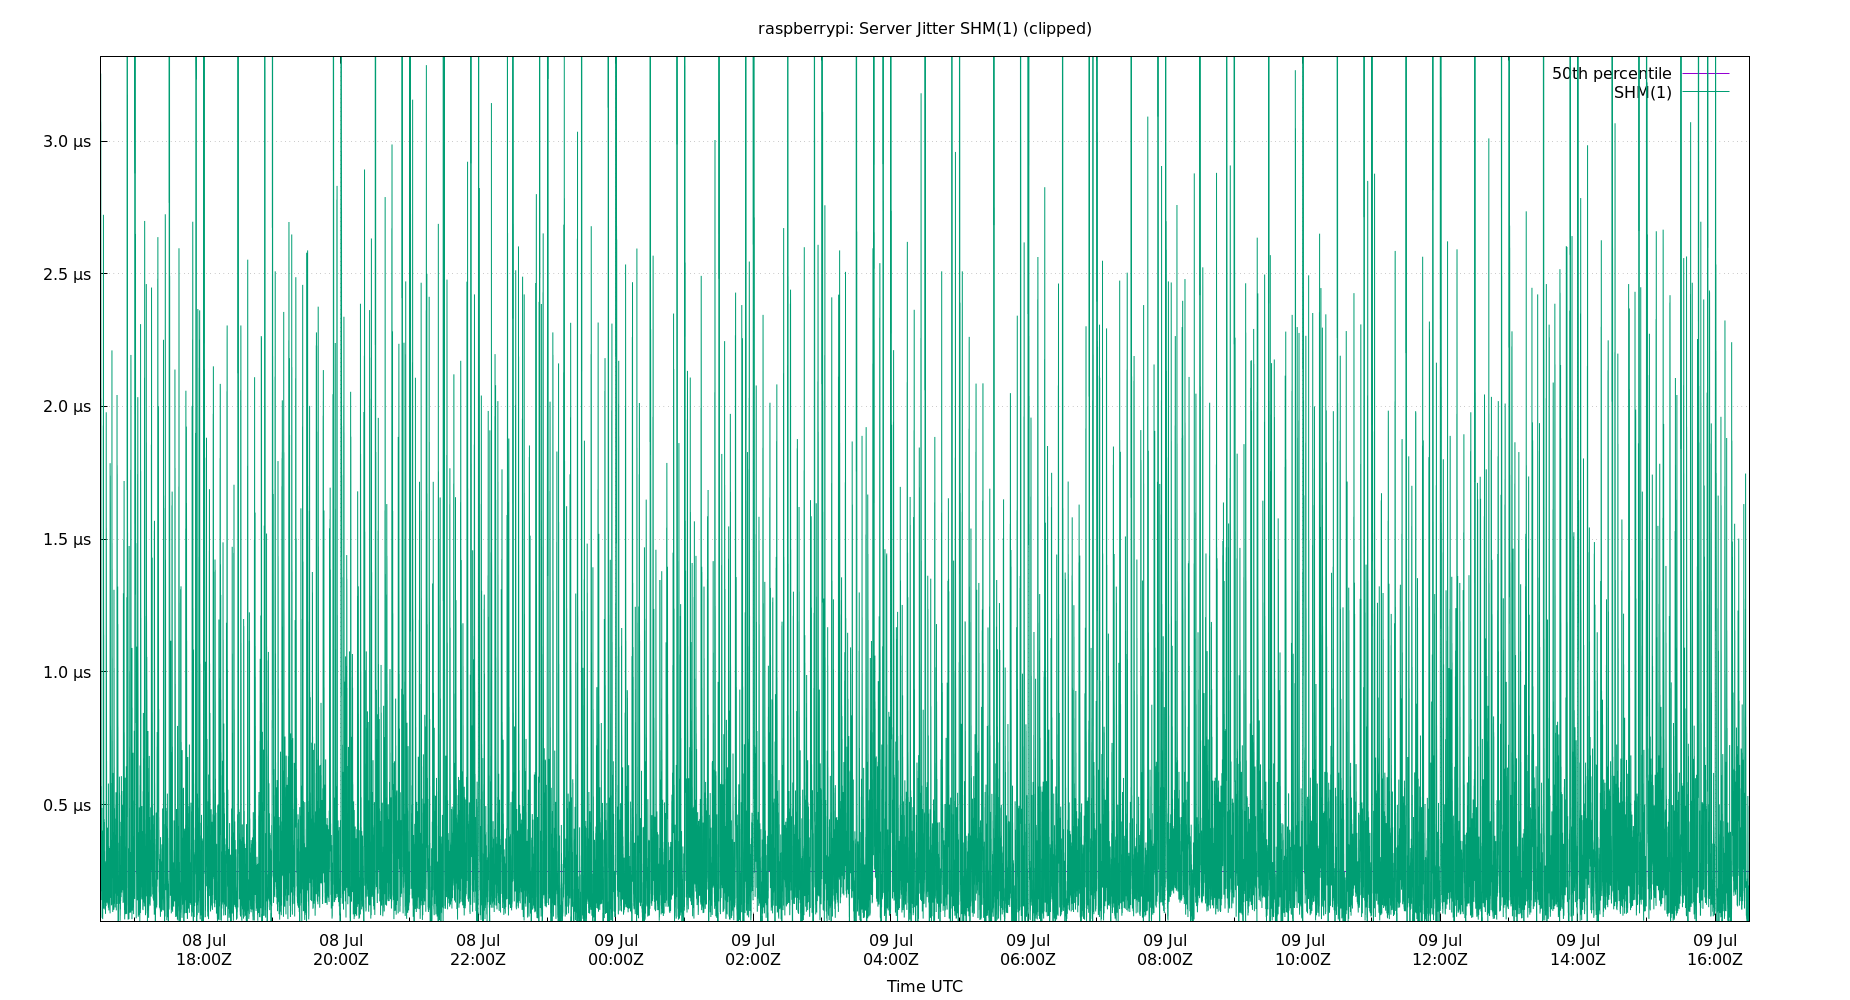 raspberrypi: Server Jitter SHM(1) (clipped)
50th percentile
SHM(1)
3.0 µs
2.5 µs
2.0 µs
1.5 µs
1.0 µs
0.5 µs
08 Jul 08 Jul 08 Jul 09 Jul 09 Jul 09 Jul 09 Jul 09 Jul 09 Jul 09 Jul 09 Jul 09 Jul
18:00Z 20:00Z 22:00Z 00:00Z 02:00Z 04:00Z 06:00Z 08:00Z 10:00Z 12:00Z 14:00Z 16:00Z
Time UTC